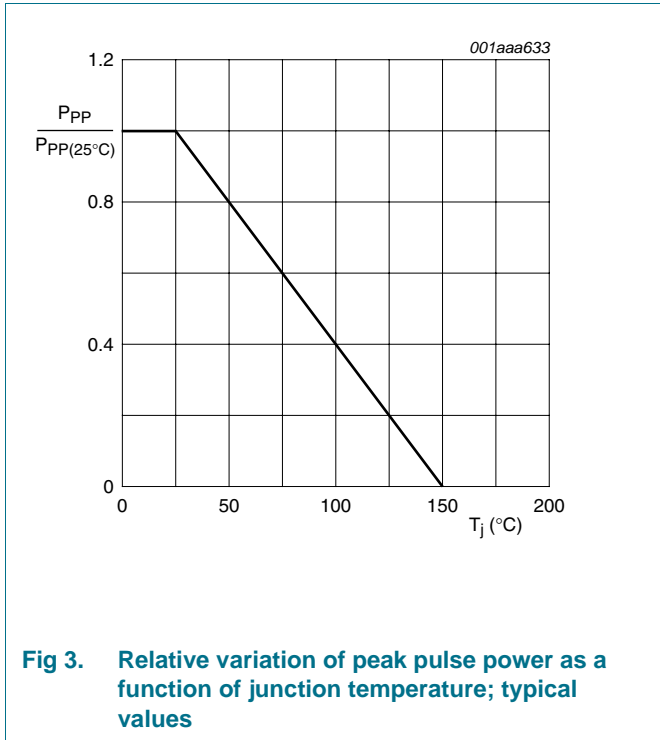 001aaa633
1.2
PPP
PPP(25°C)
0.8
0.4
0
0 50 100 150 200
Tj (°C)
Fig 3. Relative variation of peak pulse power as a
function of junction temperature; typical
values